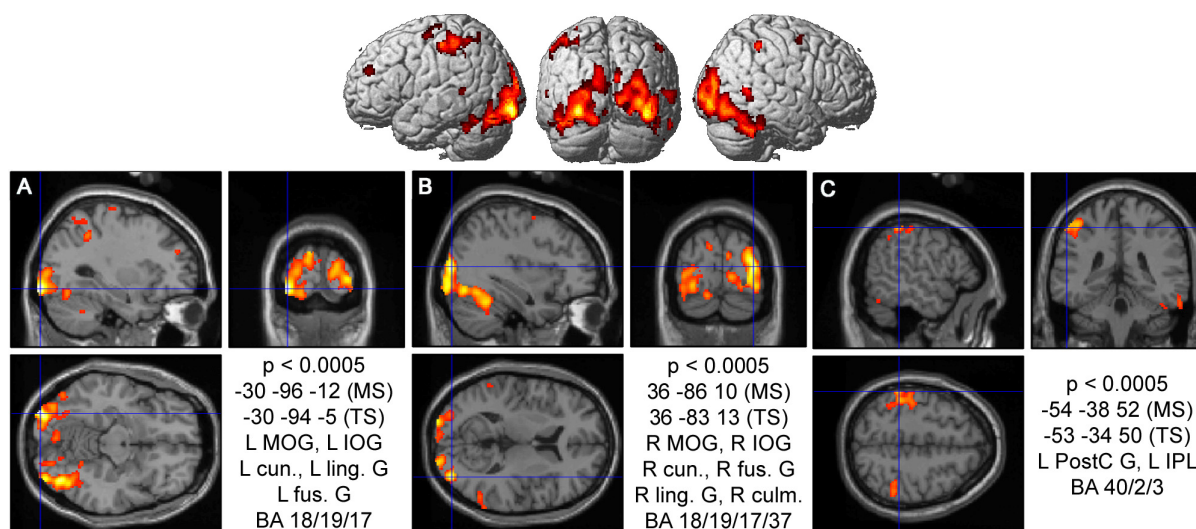 A
B
C
p < 0.0005
-30 -96 -12 (MS)
-30 -94 -5 (TS)
L MOG, L IOG
L cun., L ling. G
L fus. G
BA 18/19/17
p < 0.0005
36 -86 10 (MS)
36 -83 13 (TS)
R MOG, R IOG
R cun., R fus. G
R ling. G, R culm.
BA 18/19/17/37
p < 0.0005
-54 -38 52 (MS)
-53 -34 50 (TS)
L PostC G, L IPL
BA 40/2/3